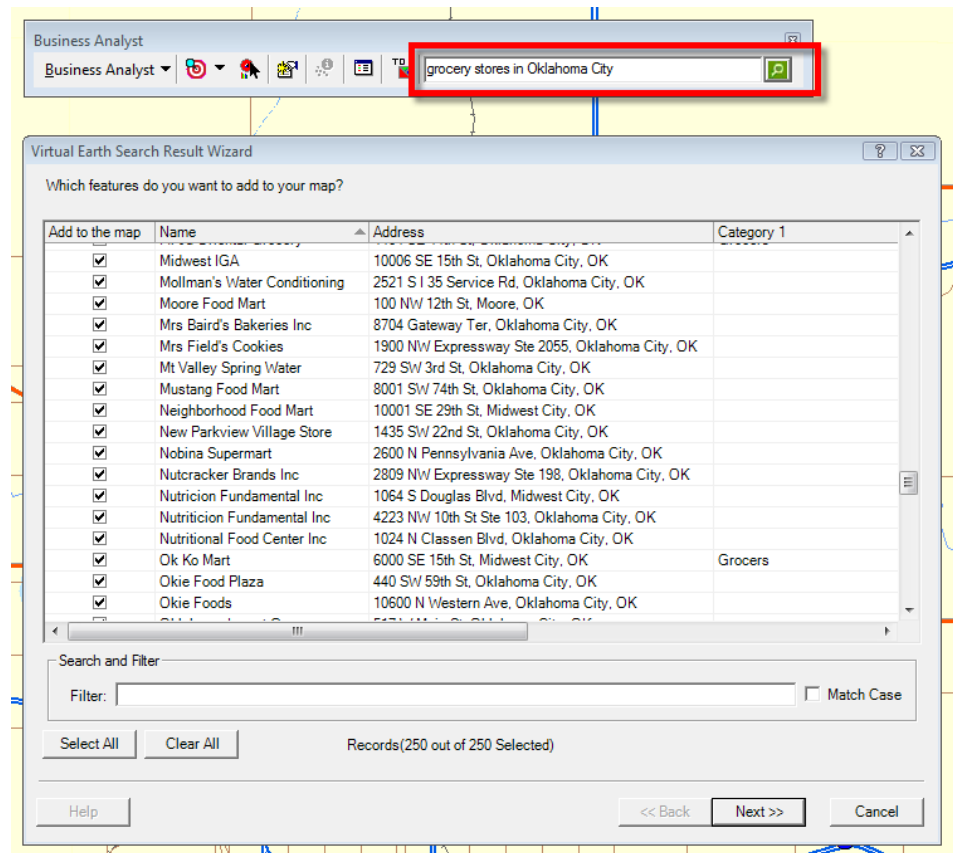 Business Analyst
Business Analyst TD grocery stores in Oklahoma City
Virtual Earth Search Result Wizard
Which features do you want to add to your map?
Add to the map Name Address Category 1
Midwest IGA 10006 SE 15th St, Oklahoma City, OK
Mollman's Water Conditioning 2521 S I 35 Service Rd, Oklahoma City, OK
Moore Food Mart 100 NW 12th St, Moore, OK
Mrs Baird's Bakeries Inc 8704 Gateway Ter, Oklahoma City, OK
Mrs Field's Cookies 1900 NW Expressway Ste 2055, Oklahoma City, OK
Mt Valley Spring Water 729 SW 3rd St, Oklahoma City, OK
Mustang Food Mart 8001 SW 74th St, Oklahoma City, OK
Neighborhood Food Mart 10001 SE 29th St, Midwest City, OK
New Parkview Village Store 1435 SW 22nd St, Oklahoma City, OK
Nobina Supermart 2600 N Pennsylvania Ave, Oklahoma City, OK
Nutcracker Brands Inc 2809 NW Expressway Ste 198, Oklahoma City, OK
Nutricion Fundamental Inc 1064 S Douglas Blvd, Midwest City, OK
Nutriticion Fundamental Inc 4223 NW 10th St Ste 103, Oklahoma City, OK
Nutritional Food Center Inc 1024 N Classen Blvd, Oklahoma City, OK
Ok Ko Mart 6000 SE 15th St, Midwest City, OK Grocers
Okie Food Plaza 440 SW 59th St, Oklahoma City, OK
Okie Foods 10600 N Western Ave, Oklahoma City, OK
Search and Filter
Filter: Match Case
Select All Clear All Records(250 out of 250 Selected)
Help << Back Next >> Cancel